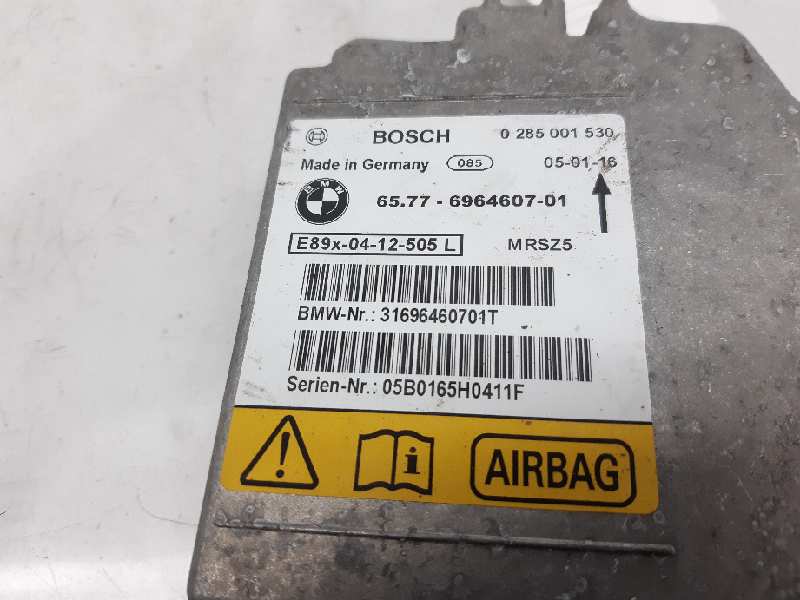 BOSCH 0 285 001 530
Made in Germany 085 05-01-16
BMW 65.77 - 6964607-01
E89x-04-12-505 L MRSZ5
BMW-Nr.: 31696460701T
Serien-Nr.: 05B0165H0411F
AIRBAG